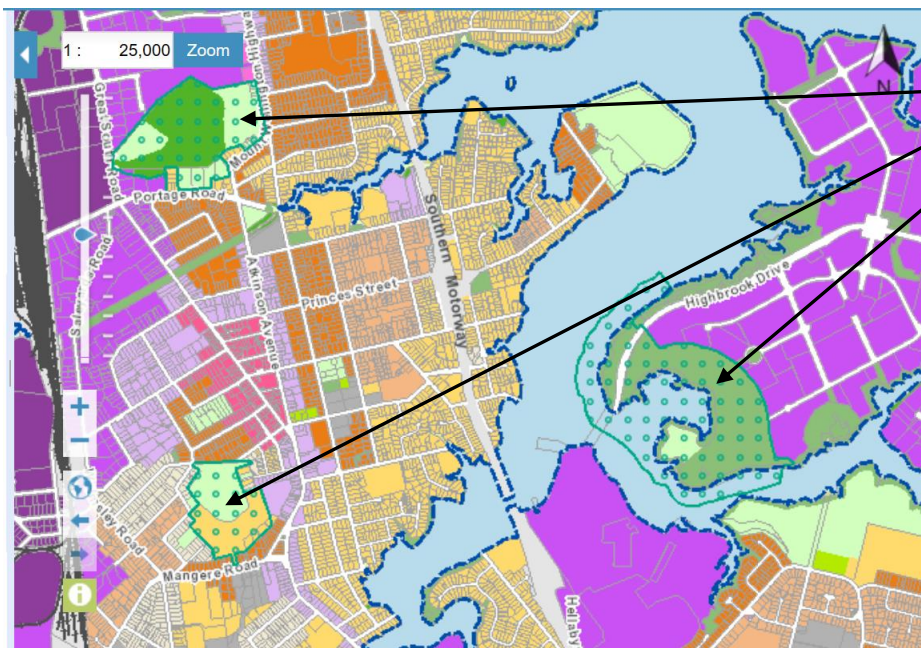 1 : 25,000 Zoom
N
Great South Road
Portage Road
Atkinson Avenue
Princes Street
Southern Motorway
Highbrook Drive
Mangere Road
Hellaby